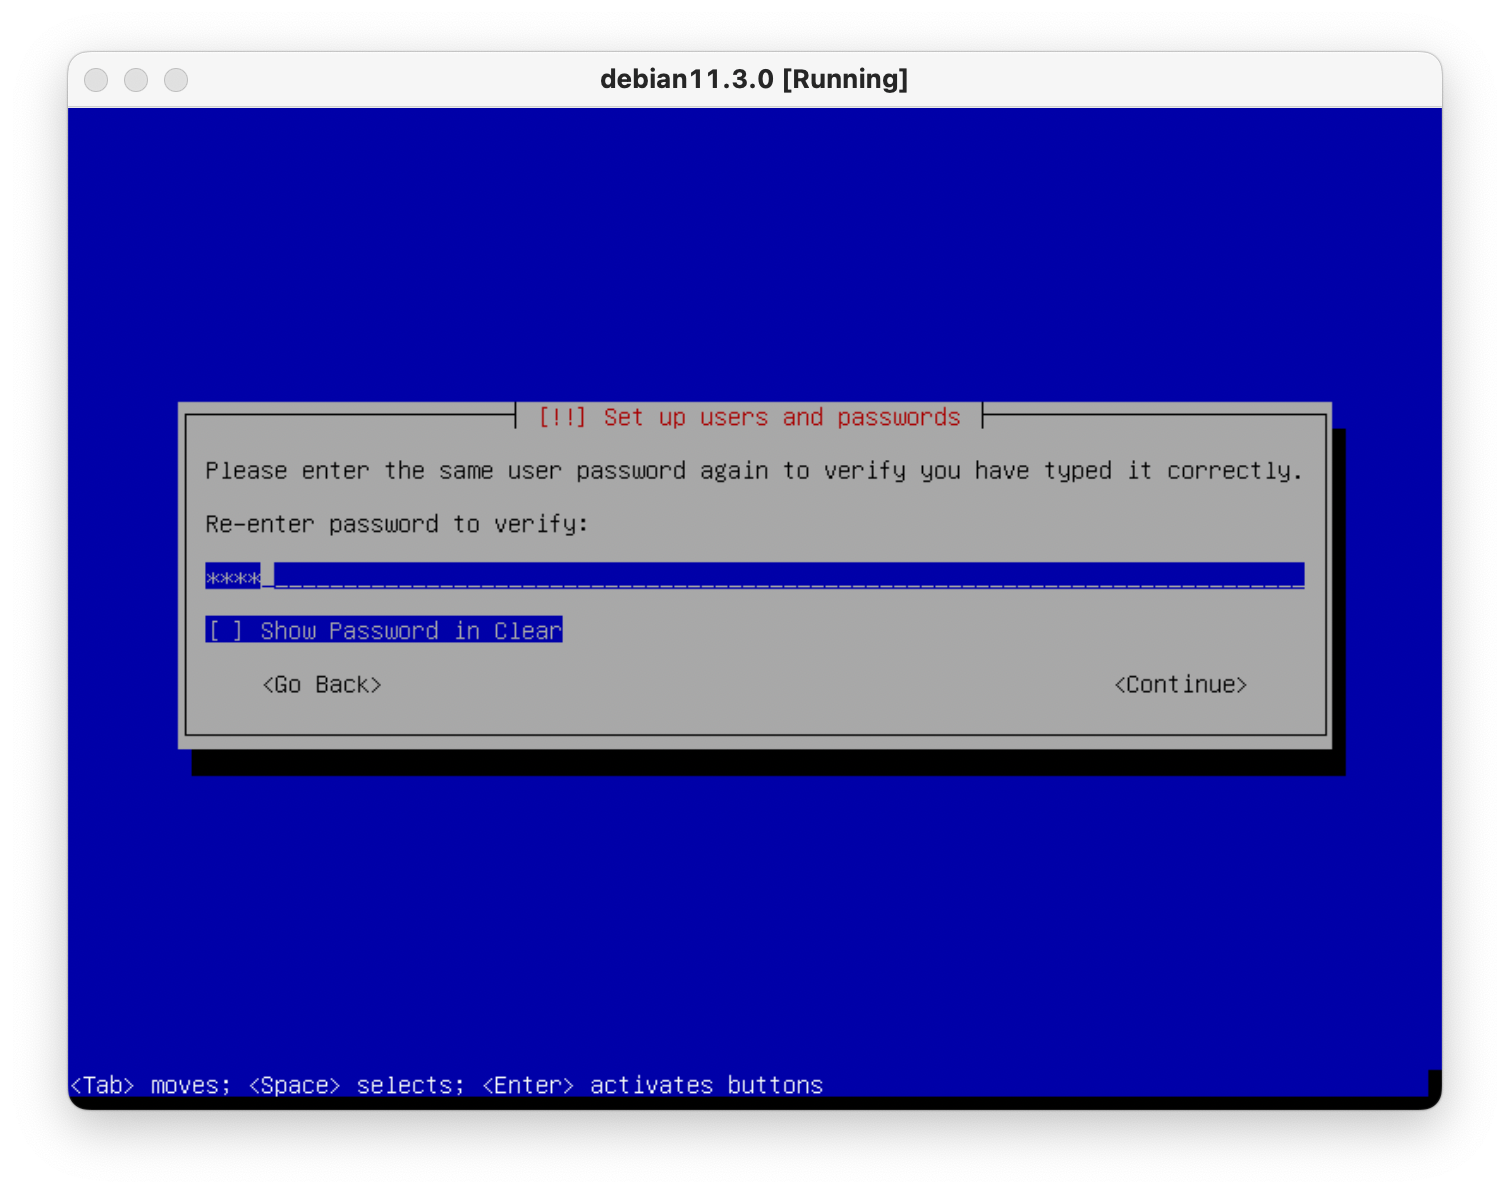 debian11.3.0 [Running]
[!!] Set up users and passwords
Please enter the same user password again to verify you have typed it correctly.
Re-enter password to verify:
****_______________________________________________________________________________
[ ] Show Password in Clear
<Go Back> <Continue>
<Tab> moves; <Space> selects; <Enter> activates buttons